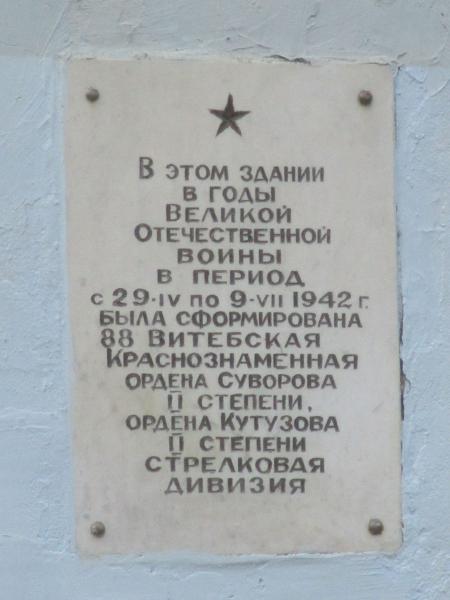 В ЭТОМ ЗДАНИИ
В ГОДЫ
ВЕЛИКОЙ
ОТЕЧЕСТВЕННОЙ
ВОЙНЫ
В ПЕРИОД
С 29·IV ПО 9·VII 1942 Г.
БЫЛА СФОРМИРОВАНА
88 ВИТЕБСКАЯ
КРАСНОЗНАМЕННАЯ
ОРДЕНА СУВОРОВА
II СТЕПЕНИ,
ОРДЕНА КУТУЗОВА
II СТЕПЕНИ
СТРЕЛКОВАЯ
ДИВИЗИЯ